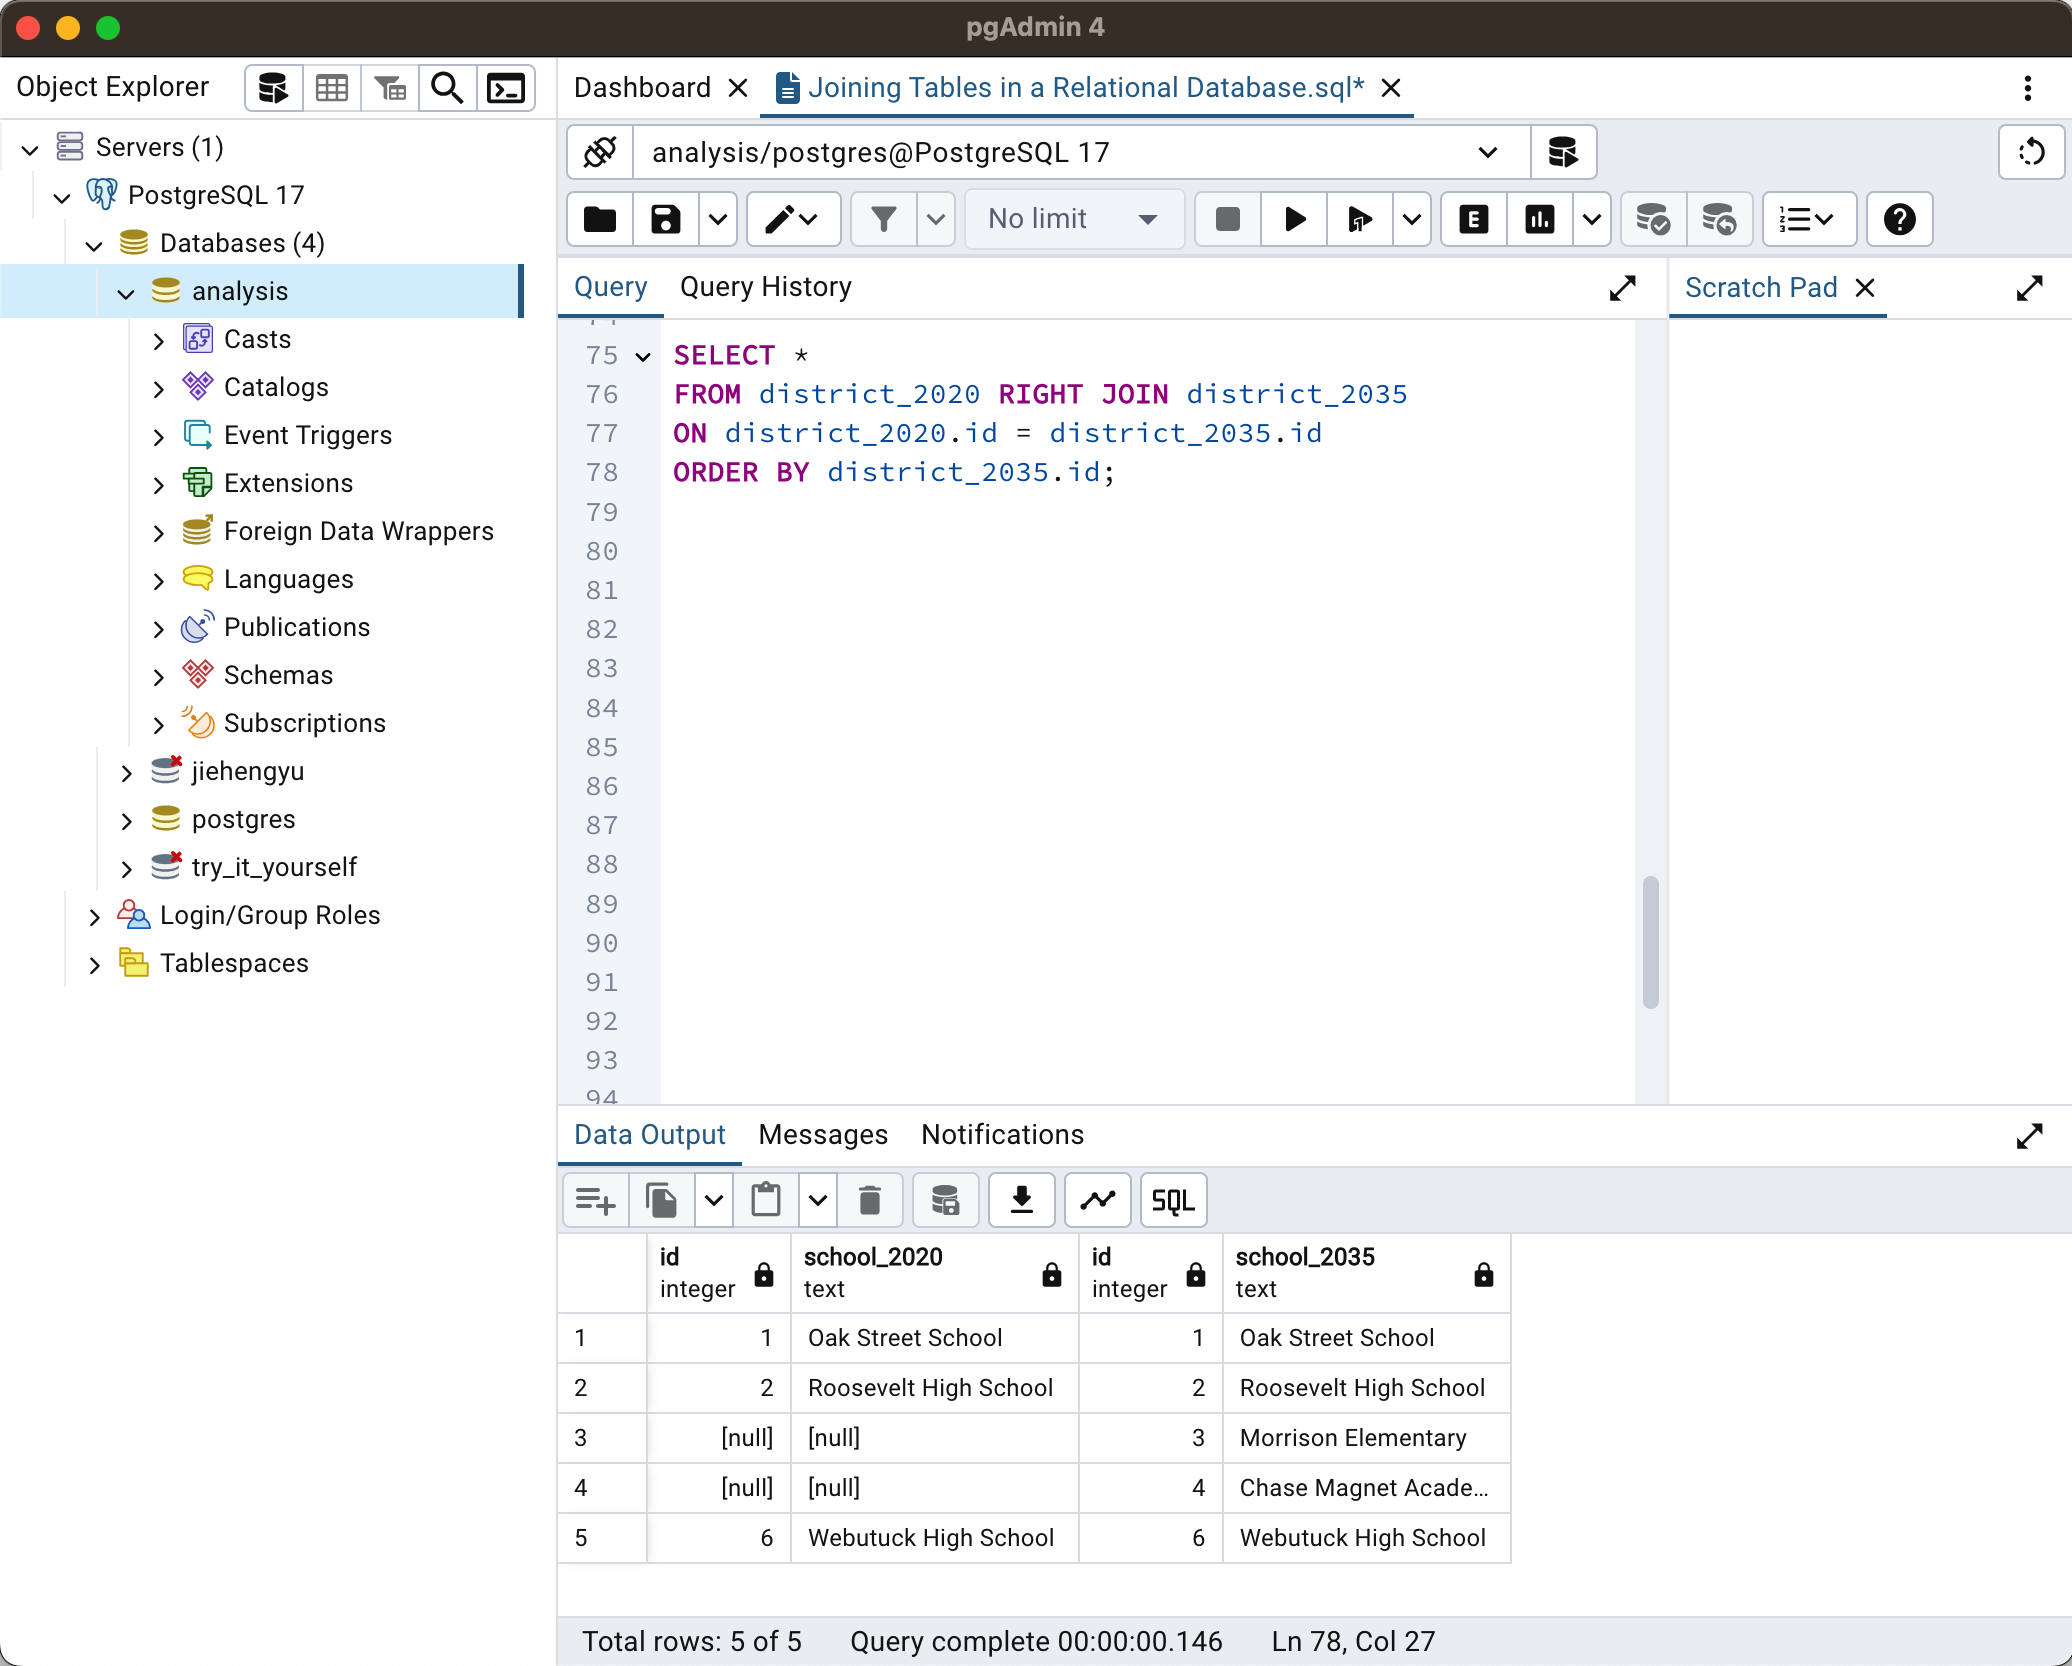 pgAdmin 4
Object Explorer
Servers (1)
PostgreSQL 17
Databases (4)
analysis
Casts
Catalogs
Event Triggers
Extensions
Foreign Data Wrappers
Languages
Publications
Schemas
Subscriptions
jiehengyu
postgres
try_it_yourself
Login/Group Roles
Tablespaces
Dashboard
Joining Tables in a Relational Database.sql*
analysis/postgres@PostgreSQL 17
No limit
E
Query
Query History
Scratch Pad
75 SELECT *
76 FROM district_2020 RIGHT JOIN district_2035
77 ON district_2020.id = district_2035.id
78 ORDER BY district_2035.id;
79
80
81
82
83
84
85
86
87
88
89
90
91
92
93
94
Data Output
Messages
Notifications
SQL
id school_2020 id school_2035
integer text integer text
1 1 Oak Street School 1 Oak Street School
2 2 Roosevelt High School 2 Roosevelt High School
3 [null] [null] 3 Morrison Elementary
4 [null] [null] 4 Chase Magnet Acade...
5 6 Webutuck High School 6 Webutuck High School
Total rows: 5 of 5
Query complete 00:00:00.146
Ln 78, Col 27